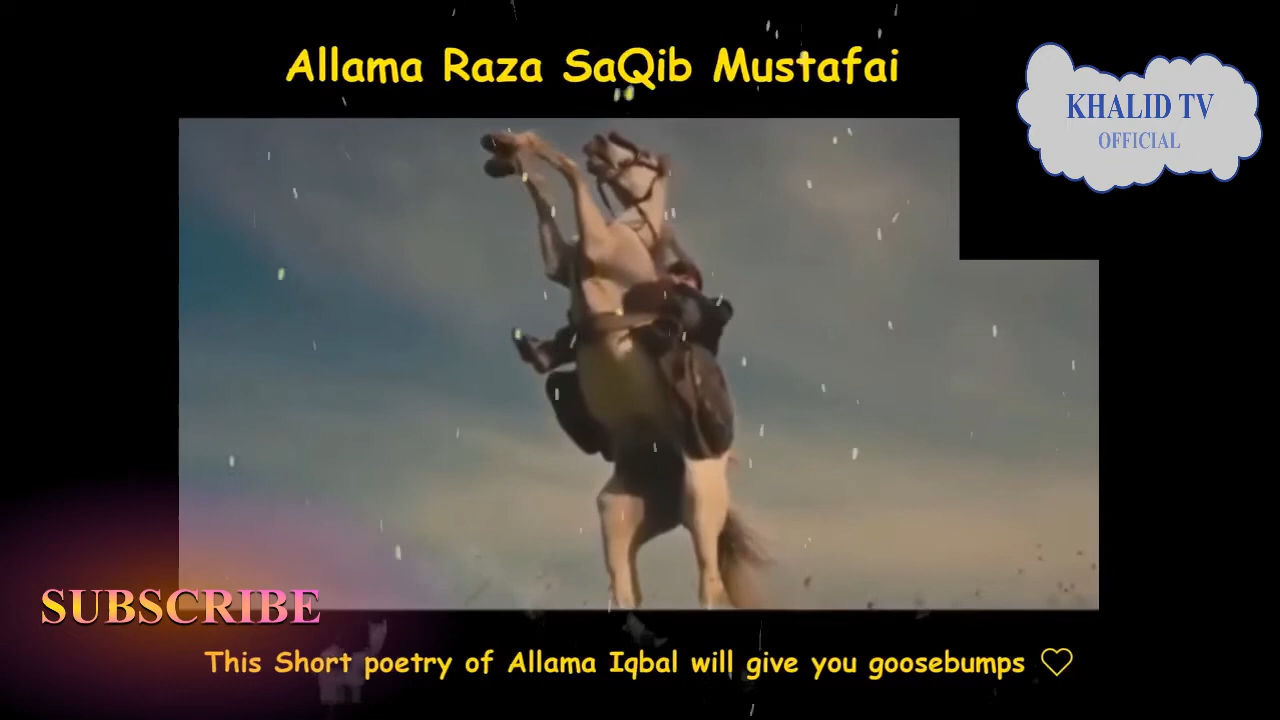 Allama Raza SaQib Mustafai
KHALID TV
OFFICIAL
SUBSCRIBE
This Short poetry of Allama Iqbal will give you goosebumps ♡